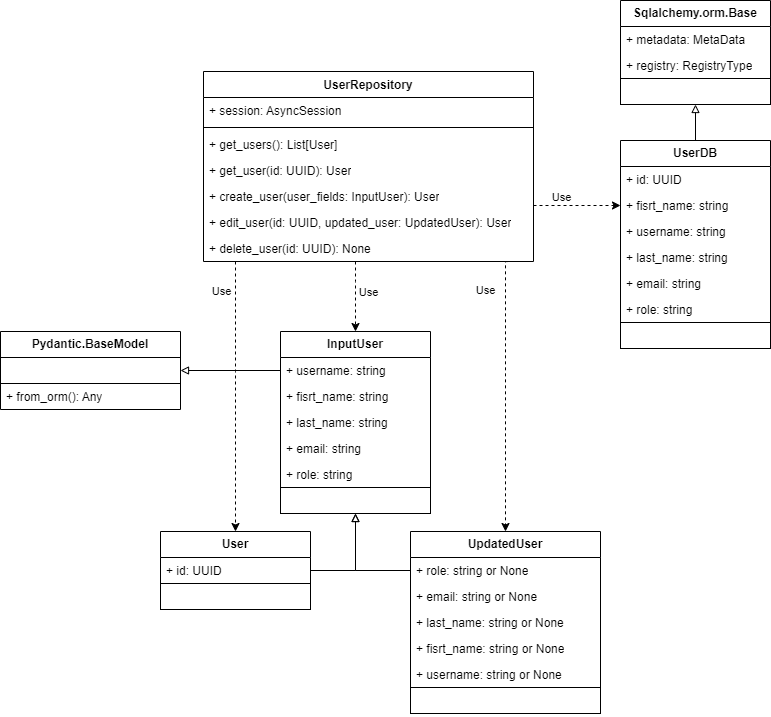 Sqlalchemy.orm.Base
+ metadata: MetaData
+ registry: RegistryType
UserRepository
+ session: AsyncSession
+ get_users(): List[User]
+ get_user(id: UUID): User
+ create_user(user_fields: InputUser): User
+ edit_user(id: UUID, updated_user: UpdatedUser): User
+ delete_user(id: UUID): None
Use
UserDB
+ id: UUID
+ fisrt_name: string
+ username: string
+ last_name: string
+ email: string
+ role: string
Use
Use
Use
Pydantic.BaseModel
+ from_orm(): Any
InputUser
+ username: string
+ fisrt_name: string
+ last_name: string
+ email: string
+ role: string
User
+ id: UUID
UpdatedUser
+ role: string or None
+ email: string or None
+ last_name: string or None
+ fisrt_name: string or None
+ username: string or None